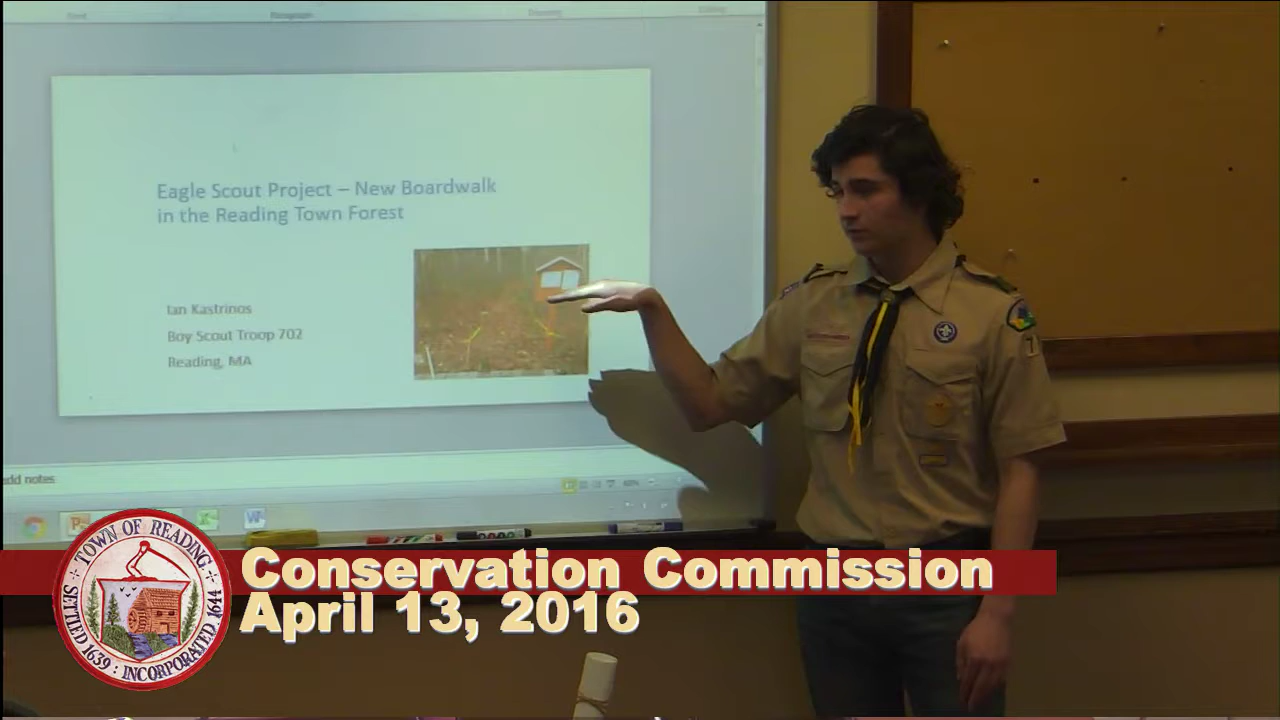 Eagle Scout Project – New Boardwalk
in the Reading Town Forest
Ian Kastrinos
Boy Scout Troop 702
Reading, MA
add notes
7
TOWN OF READING
SETTLED 1639 : INCORPORATED 1644
Conservation Commission
April 13, 2016